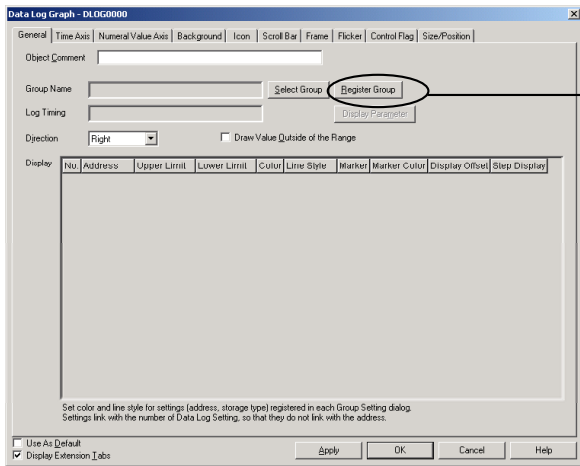 Data Log Graph - DLOG0000
General Time Axis Numeral Value Axis Background Icon Scroll Bar Frame Flicker Control Flag Size/Position
Object Comment
Group Name Select Group Register Group
Log Timing Display Parameter
Direction Right Draw Value Outside of the Range
Display No. Address Upper Limit Lower Limit Color Line Style Marker Marker Color Display Offset Step Display
Set color and line style for settings (address, storage type) registered in each Group Setting dialog.
Settings link with the number of Data Log Setting, so that they do not link with the address.
Use As Default
Display Extension Tabs Apply OK Cancel Help